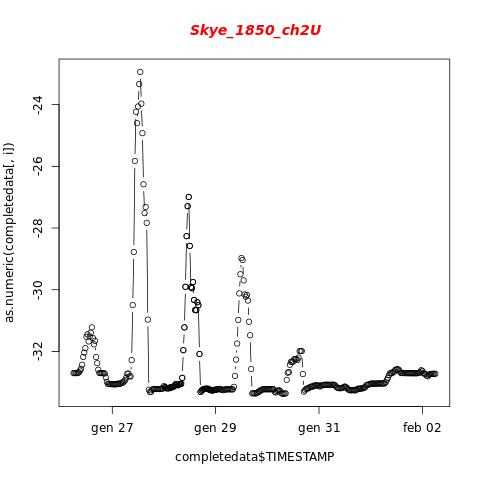 Skye_1850_ch2U
as.numeric(completedata[, i])
-24
-26
-28
-30
-32
gen 27
gen 29
gen 31
feb 02
completedata$TIMESTAMP